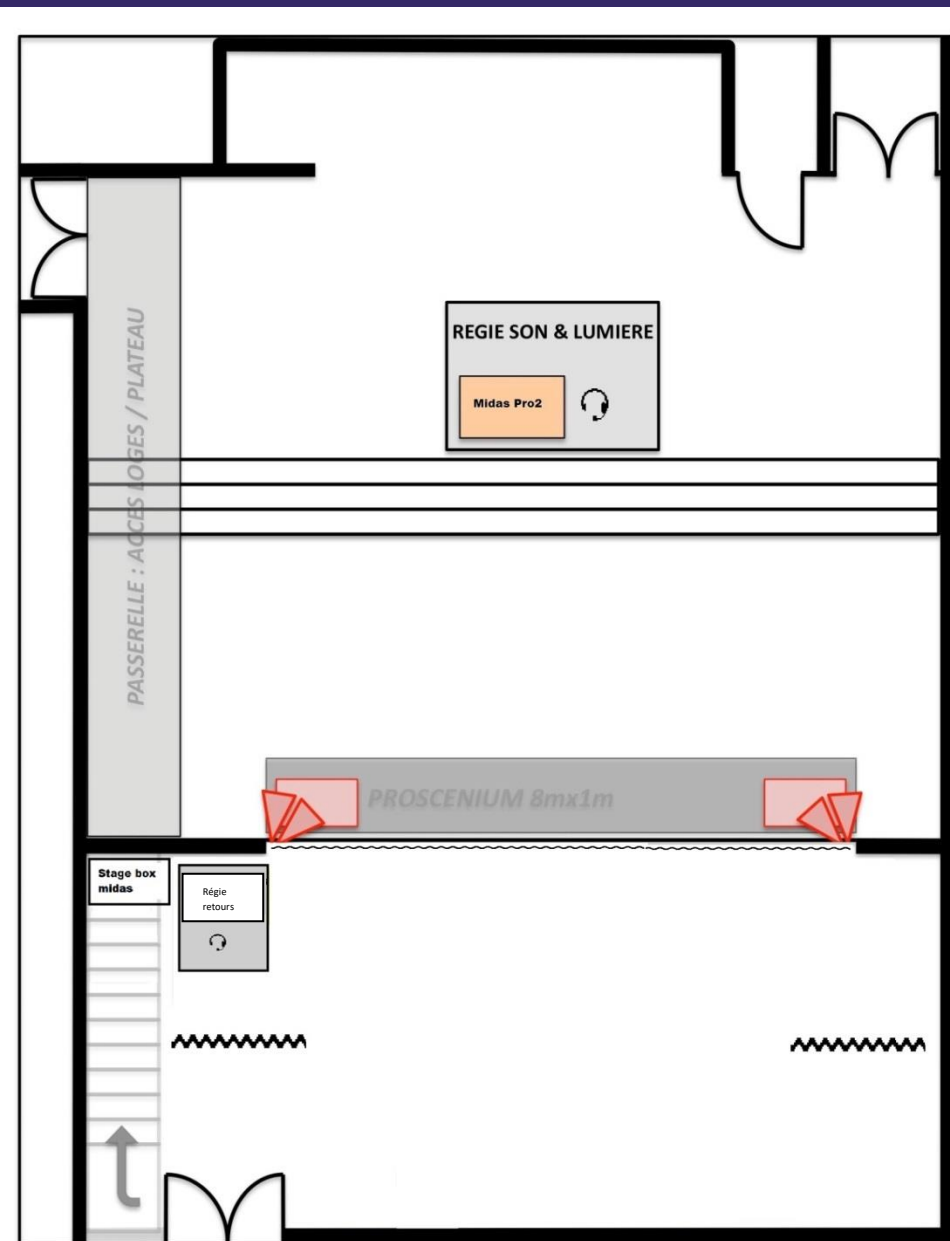 REGIE SON & LUMIERE
Midas Pro2
PASSERELLE : ACCES LOGES / PLATEAU
PROSCENIUM 8mx1m
Stage box
midas
Régie
retours